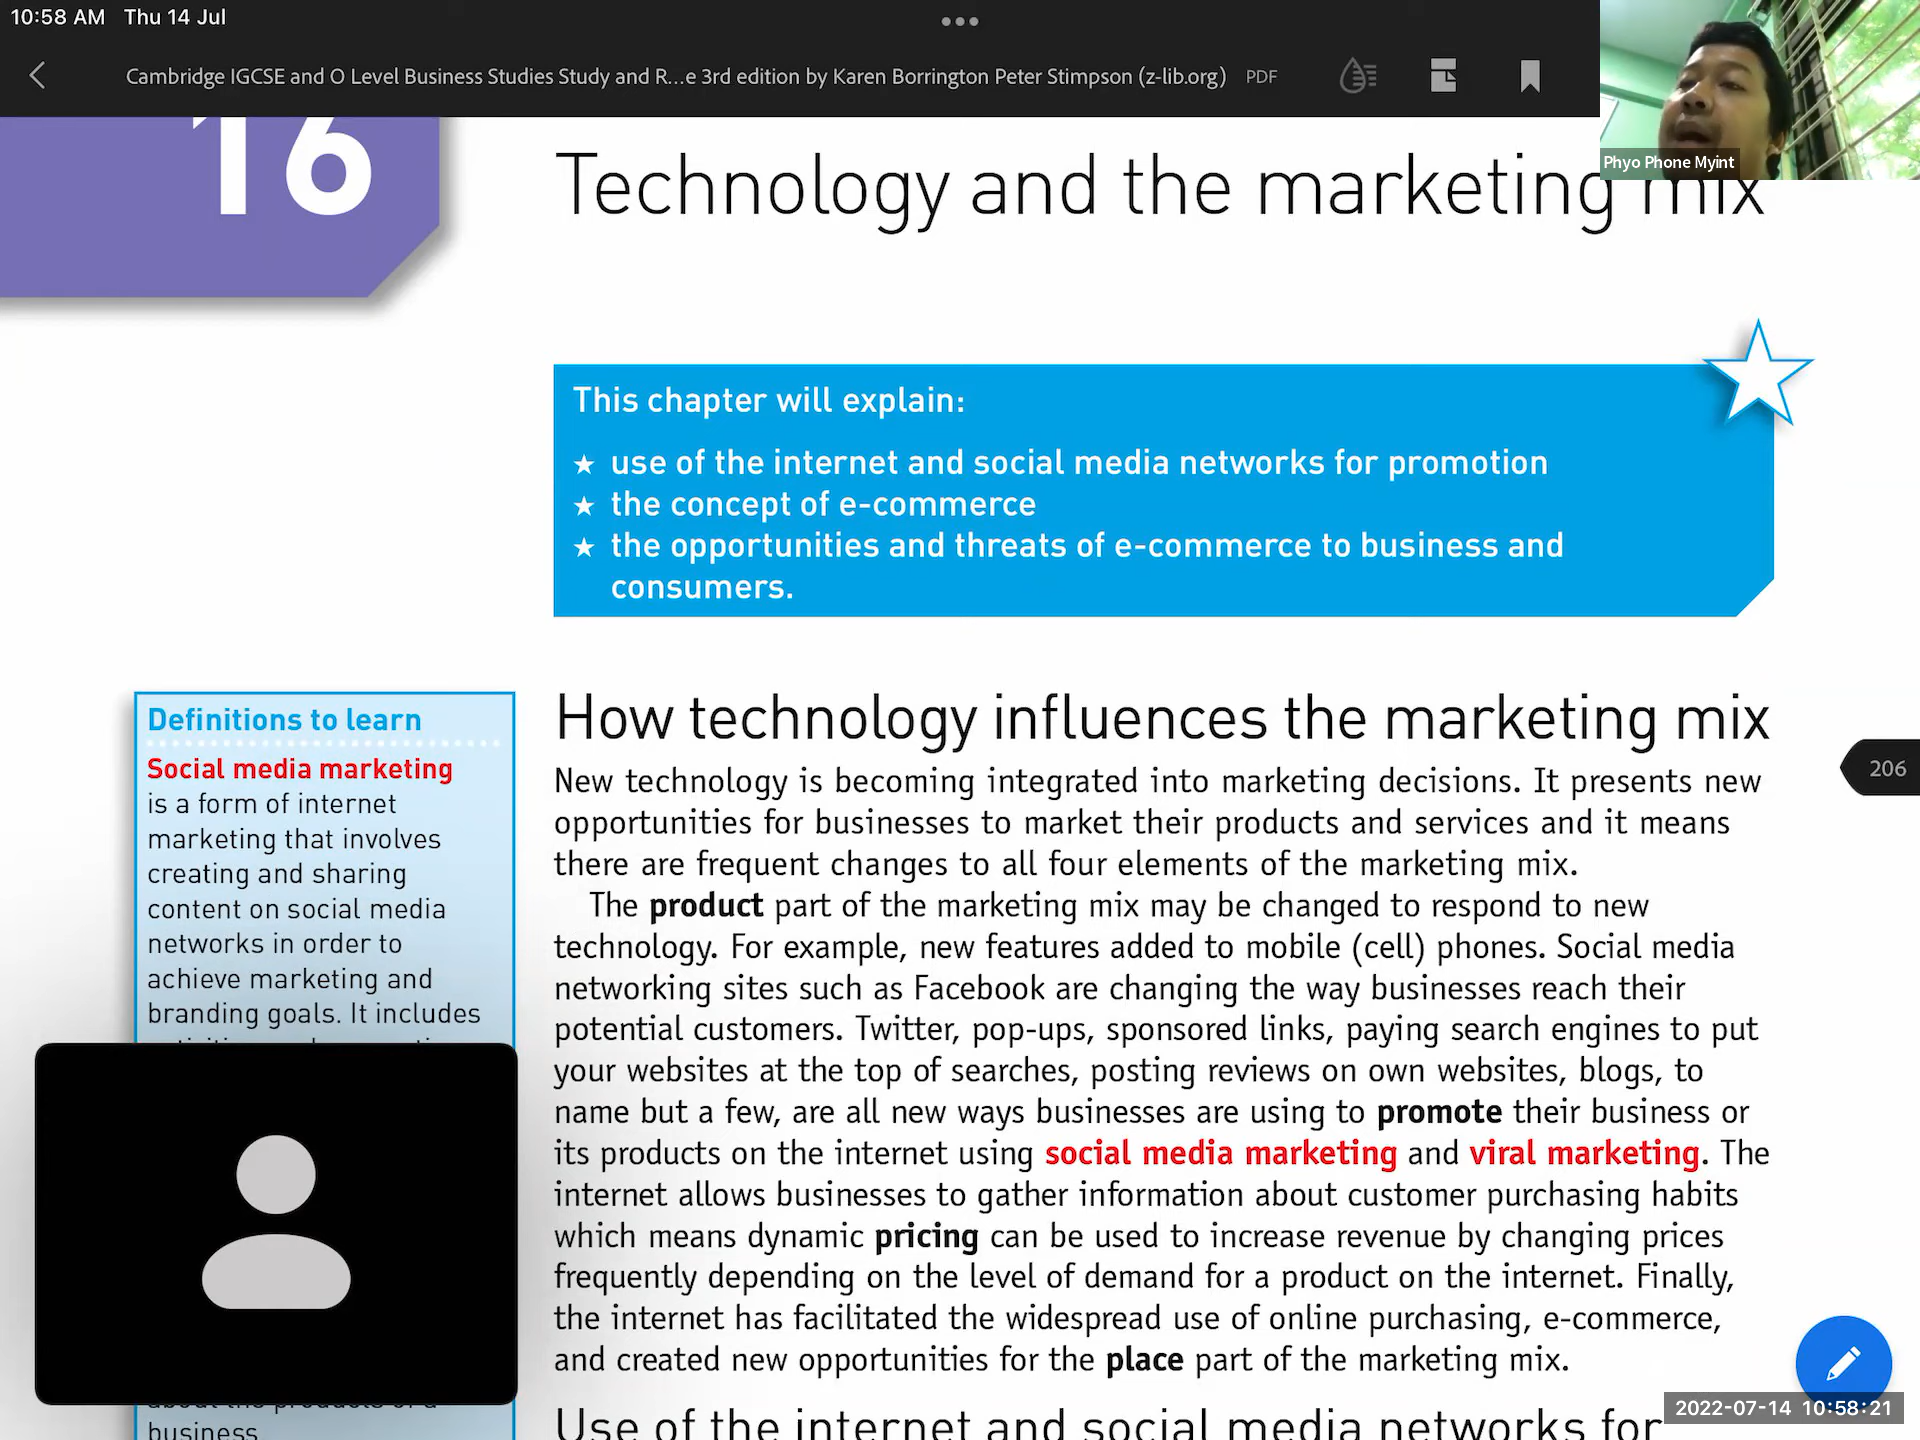 10:58 AM Thu 14 Jul
Cambridge IGCSE and O Level Business Studies Study and R...e 3rd edition by Karen Borrington Peter Stimpson (z-lib.org) PDF
Phyo Phone Myint
16
Technology and the marketing mix
This chapter will explain:
★ use of the internet and social media networks for promotion
★ the concept of e-commerce
★ the opportunities and threats of e-commerce to business and
consumers.
Definitions to learn
Social media marketing
is a form of internet
marketing that involves
creating and sharing
content on social media
networks in order to
achieve marketing and
branding goals. It includes
about the products of a
business
How technology influences the marketing mix
New technology is becoming integrated into marketing decisions. It presents new
opportunities for businesses to market their products and services and it means
there are frequent changes to all four elements of the marketing mix.
The product part of the marketing mix may be changed to respond to new
technology. For example, new features added to mobile (cell) phones. Social media
networking sites such as Facebook are changing the way businesses reach their
potential customers. Twitter, pop-ups, sponsored links, paying search engines to put
your websites at the top of searches, posting reviews on own websites, blogs, to
name but a few, are all new ways businesses are using to promote their business or
its products on the internet using social media marketing and viral marketing. The
internet allows businesses to gather information about customer purchasing habits
which means dynamic pricing can be used to increase revenue by changing prices
frequently depending on the level of demand for a product on the internet. Finally,
the internet has facilitated the widespread use of online purchasing, e-commerce,
and created new opportunities for the place part of the marketing mix.
Use of the internet and social media networks for
206
2022-07-14 10:58:21